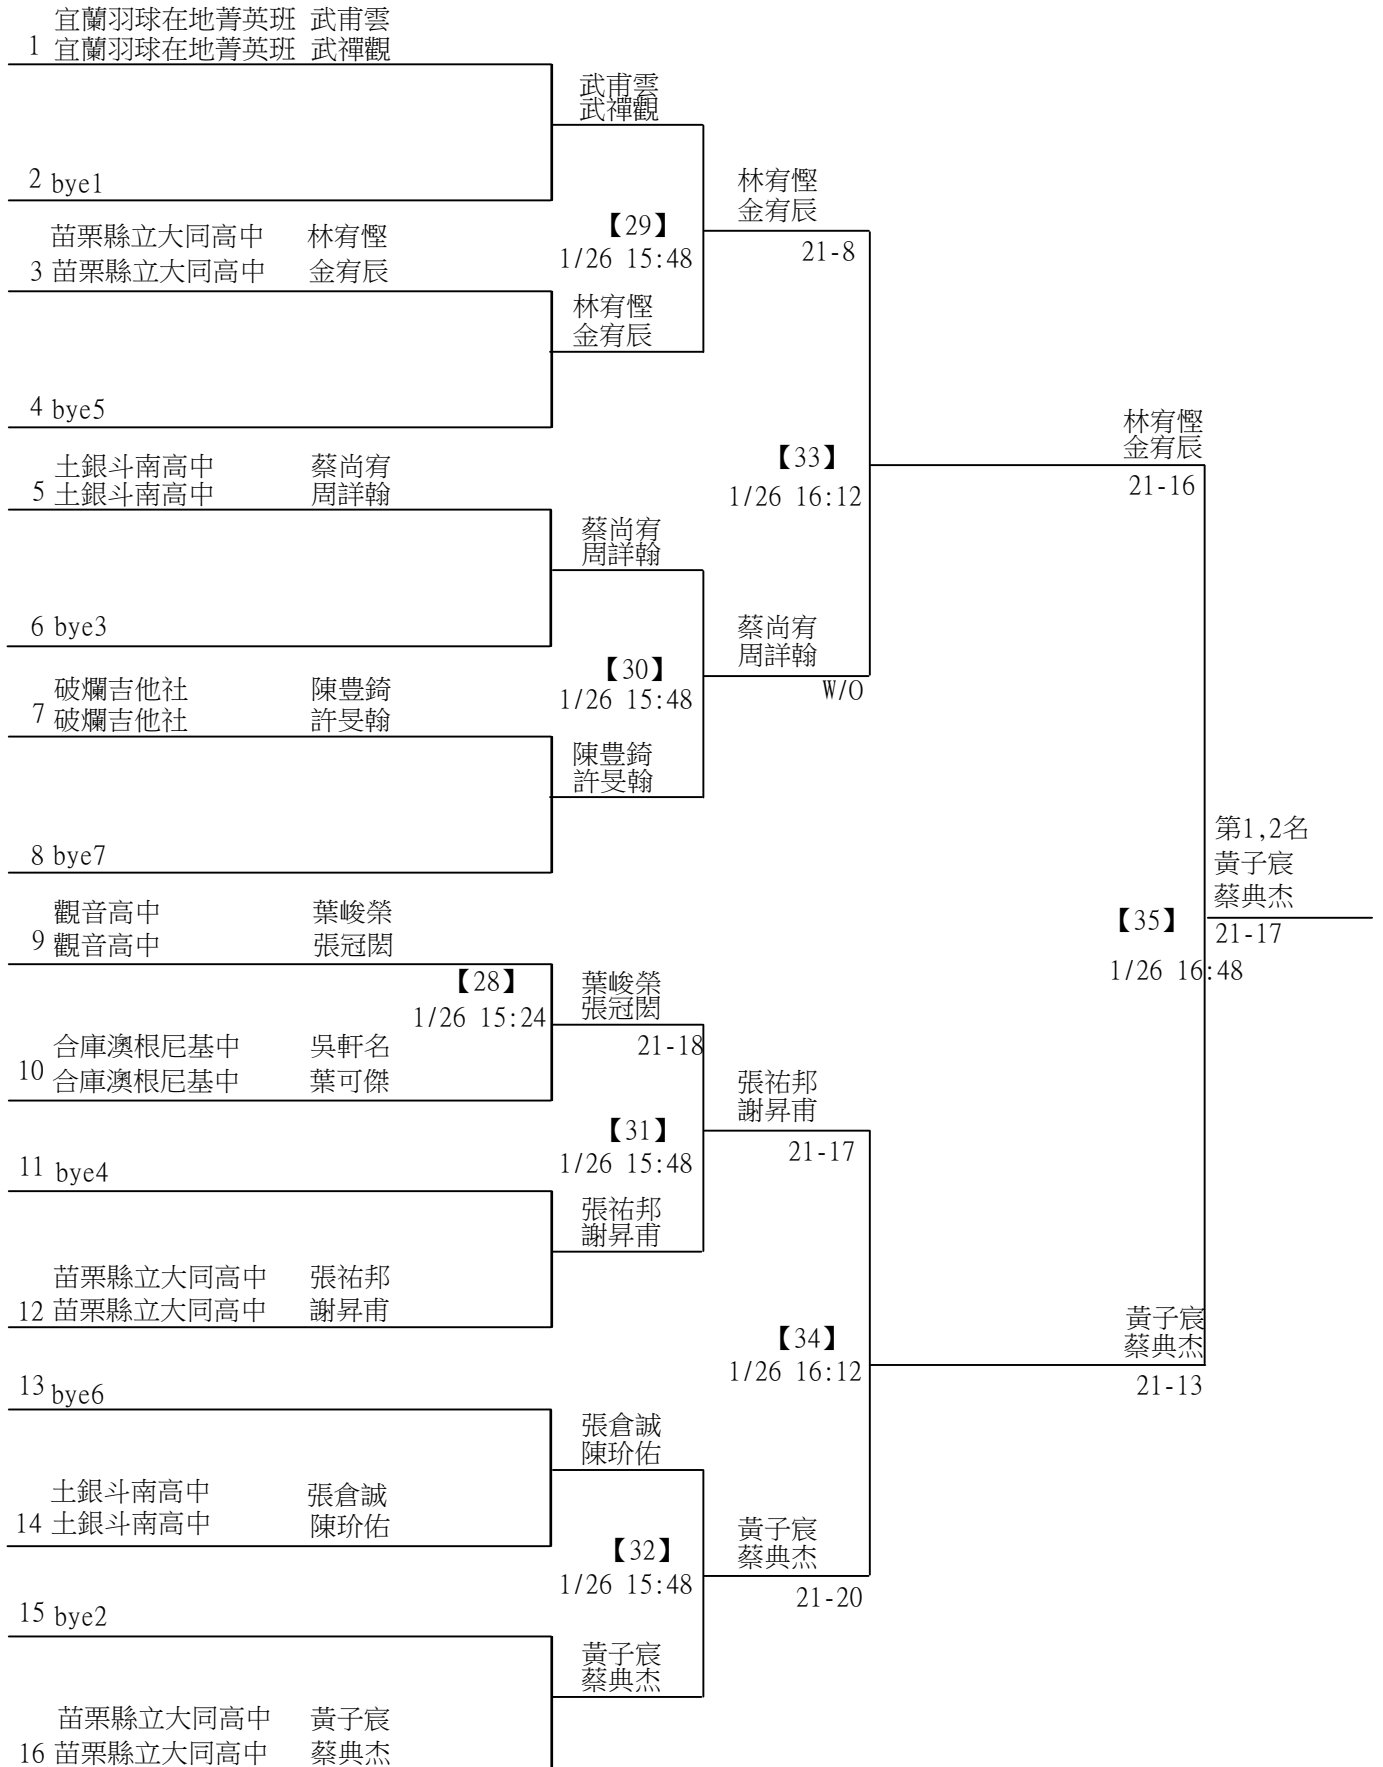 宜蘭羽球在地菁英班 武甫雲
1 宜蘭羽球在地菁英班 武禪觀
武甫雲
武禪觀
2 bye1
林宥慳
金宥辰
苗栗縣立大同高中 林宥慳
3 苗栗縣立大同高中 金宥辰
【29】
1/26 15:48
21-8
林宥慳
金宥辰
4 bye5
林宥慳
金宥辰
21-16
土銀斗南高中 蔡尚宥
5 土銀斗南高中 周詳翰
【33】
1/26 16:12
蔡尚宥
周詳翰
6 bye3
蔡尚宥
周詳翰
W/O
破爛吉他社 陳豊錡
7 破爛吉他社 許旻翰
【30】
1/26 15:48
陳豊錡
許旻翰
8 bye7
第1,2名
黃子宸
蔡典杰
21-17
【35】
1/26 16:48
觀音高中 葉峻榮
9 觀音高中 張冠閎
【28】
1/26 15:24
葉峻榮
張冠閎
21-18
合庫澳根尼基中 吳軒名
10 合庫澳根尼基中 葉可傑
張祐邦
謝昇甫
21-17
【31】
1/26 15:48
11 bye4
張祐邦
謝昇甫
苗栗縣立大同高中 張祐邦
12 苗栗縣立大同高中 謝昇甫
【34】
1/26 16:12
黃子宸
蔡典杰
21-13
13 bye6
張倉誠
陳玠佑
土銀斗南高中 張倉誠
14 土銀斗南高中 陳玠佑
【32】
1/26 15:48
黃子宸
蔡典杰
21-20
15 bye2
黃子宸
蔡典杰
苗栗縣立大同高中 黃子宸
16 苗栗縣立大同高中 蔡典杰